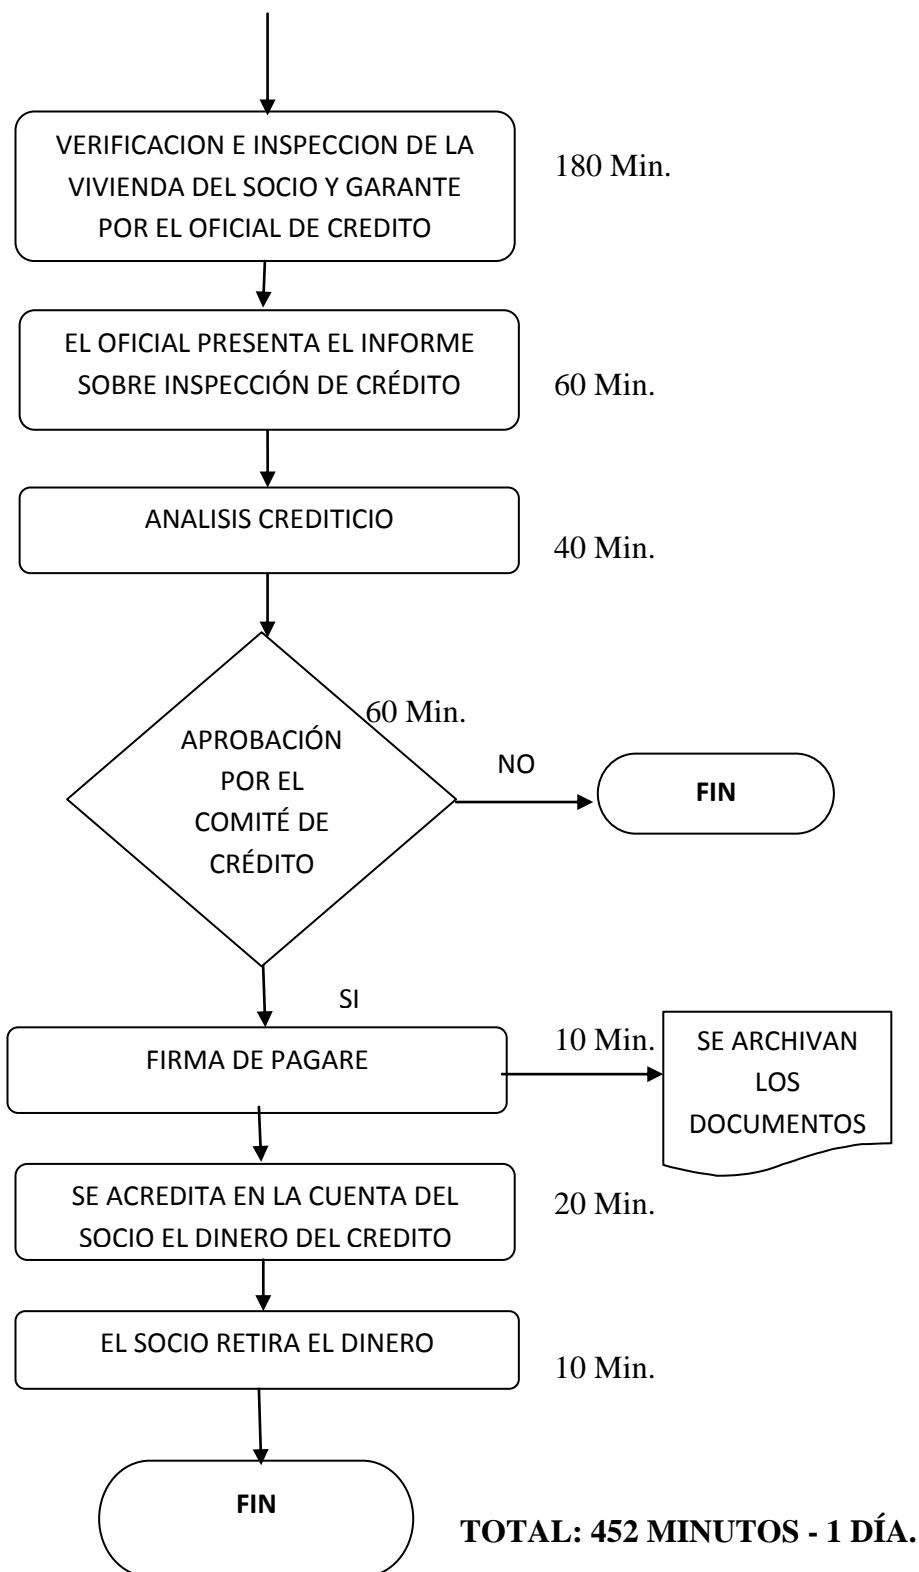 VERIFICACION E INSPECCION DE LA
VIVIENDA DEL SOCIO Y GARANTE
POR EL OFICIAL DE CREDITO
180 Min.
EL OFICIAL PRESENTA EL INFORME
SOBRE INSPECCIÓN DE CRÉDITO
60 Min.
ANALISIS CREDITICIO
40 Min.
60 Min.
APROBACIÓN
POR EL
COMITÉ DE
CRÉDITO
NO
FIN
SI
FIRMA DE PAGARE
10 Min.
SE ARCHIVAN
LOS
DOCUMENTOS
SE ACREDITA EN LA CUENTA DEL
SOCIO EL DINERO DEL CREDITO
20 Min.
EL SOCIO RETIRA EL DINERO
10 Min.
FIN
TOTAL: 452 MINUTOS - 1 DÍA.